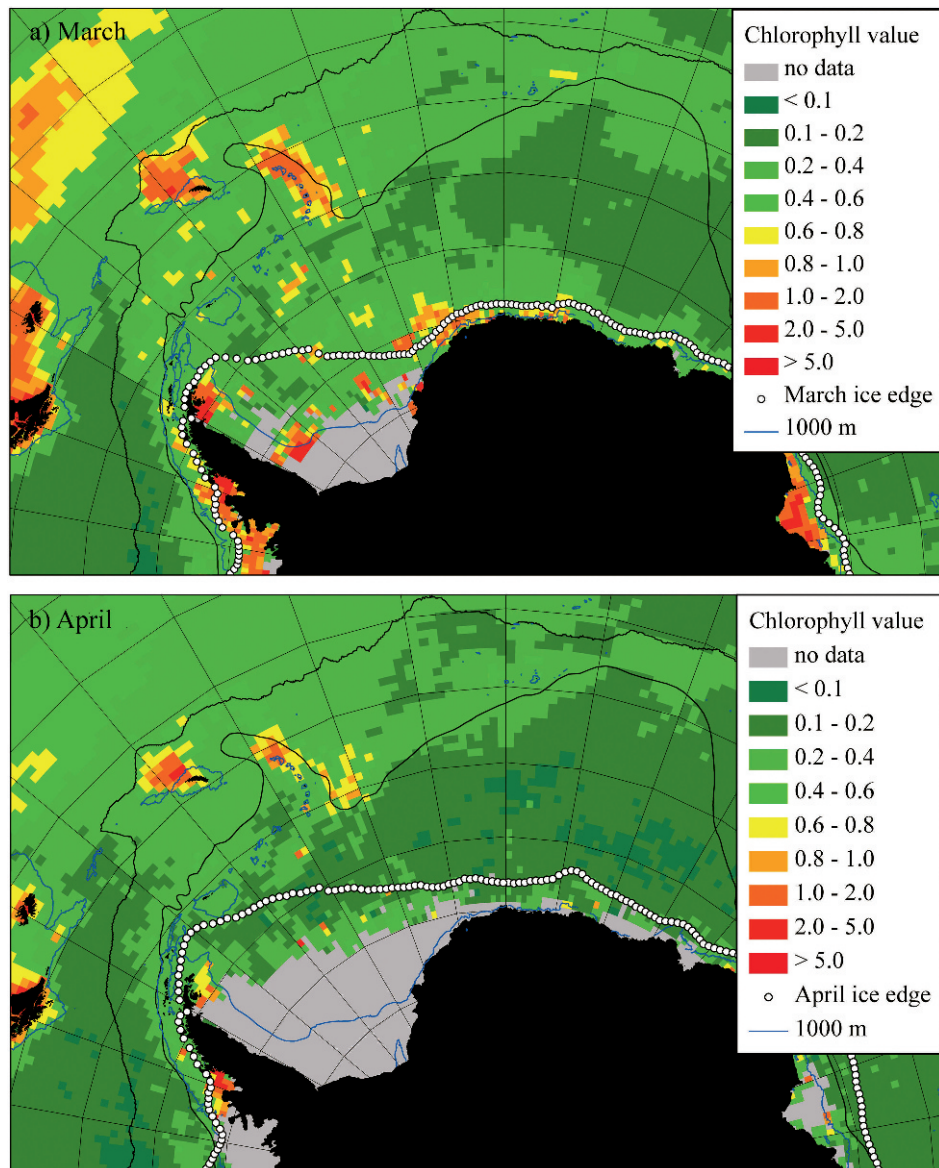 a) March
Chlorophyll value
no data
< 0.1
0.1 - 0.2
0.2 - 0.4
0.4 - 0.6
0.6 - 0.8
0.8 - 1.0
1.0 - 2.0
2.0 - 5.0
> 5.0
March ice edge
1000 m
b) April
Chlorophyll value
no data
< 0.1
0.1 - 0.2
0.2 - 0.4
0.4 - 0.6
0.6 - 0.8
0.8 - 1.0
1.0 - 2.0
2.0 - 5.0
> 5.0
April ice edge
1000 m